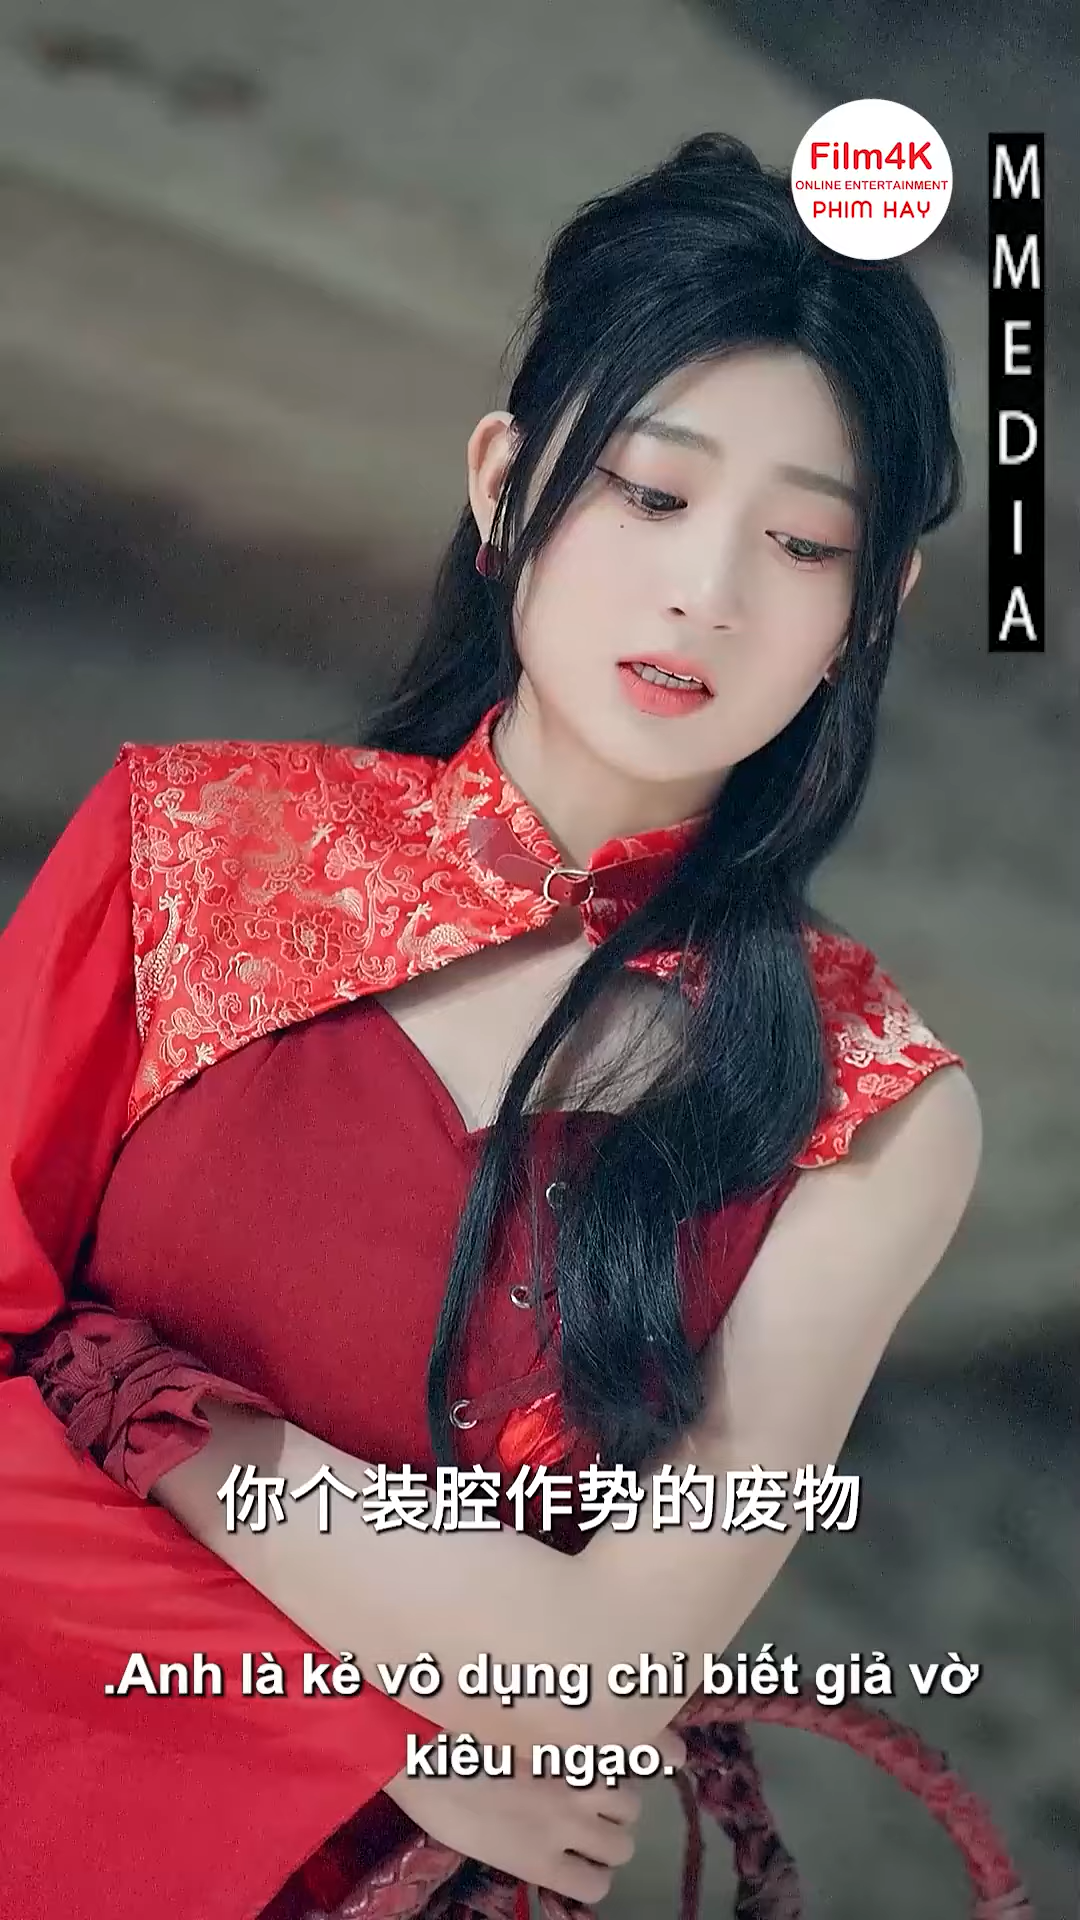 Film4K
ONLINE ENTERTAINMENT
PHIM HAY
MMEDIA
你个装腔作势的废物
.Anh là kẻ vô dụng chỉ biết giả vờ
kiêu ngạo.